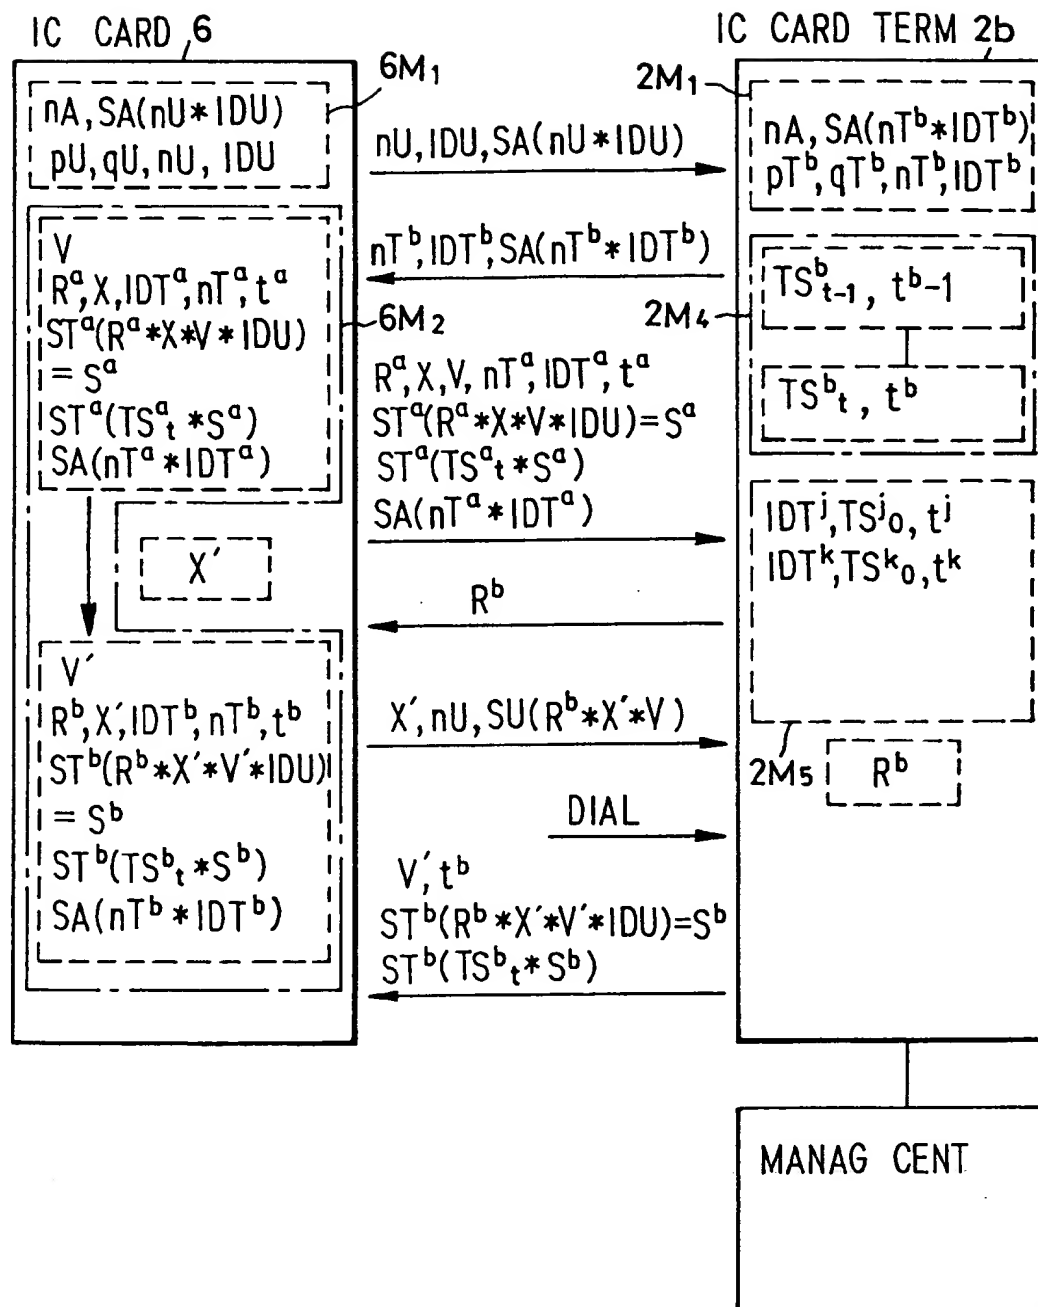 IC CARD 6
6M₁
nA, SA(nU*IDU)
pU, qU, nU, IDU
V
Rᵃ, X, IDTᵃ, nTᵃ, tᵃ
STᵃ(Rᵃ*X*V*IDU)
= Sᵃ
STᵃ(TSᵃₜ*Sᵃ)
SA(nTᵃ*IDTᵃ)
6M₂
X′
V′
Rᵇ, X′, IDTᵇ, nTᵇ, tᵇ
STᵇ(Rᵇ*X′*V′*IDU)
= Sᵇ
STᵇ(TSᵇₜ*Sᵇ)
SA(nTᵇ*IDTᵇ)
nU, IDU, SA(nU*IDU)
nTᵇ, IDTᵇ, SA(nTᵇ*IDTᵇ)
Rᵃ, X, V, nTᵃ, IDTᵃ, tᵃ
STᵃ(Rᵃ*X*V*IDU)=Sᵃ
STᵃ(TSᵃₜ*Sᵃ)
SA(nTᵃ*IDTᵃ)
Rᵇ
X′, nU, SU(Rᵇ*X′*V)
DIAL
V′, tᵇ
STᵇ(Rᵇ*X′*V′*IDU)=Sᵇ
STᵇ(TSᵇₜ*Sᵇ)
IC CARD TERM 2b
2M₁
nA, SA(nTᵇ*IDTᵇ)
pTᵇ, qTᵇ, nTᵇ, IDTᵇ
2M₄
TSᵇₜ₋₁, tᵇ⁻¹
TSᵇₜ, tᵇ
IDTʲ, TSʲ₀, tʲ
IDTᵏ, TSᵏ₀, tᵏ
2M₅
Rᵇ
MANAG CENT